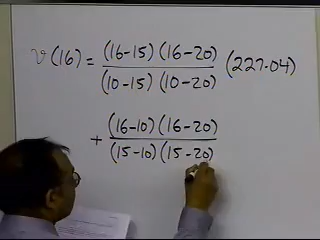 v(16) = (16-15) (16-20) / (10-15) (10-20) (227.04)
+ (16-10) (16-20) / (15-10) (15-20)